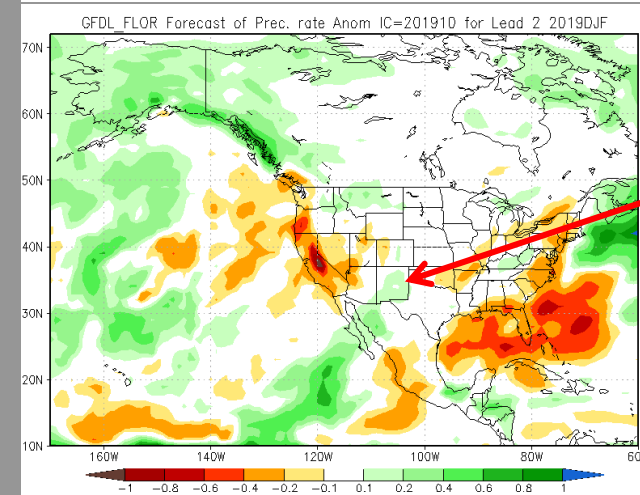 GFDL_FLOR Forecast of Prec. rate Anom IC=201910 for Lead 2 2019DJF
70N
60N
50N
40N
30N
20N
10N
160W 140W 120W 100W 80W 60
-1 -0.8 -0.6 -0.4 -0.2 -0.1 0.1 0.2 0.4 0.6 0.8